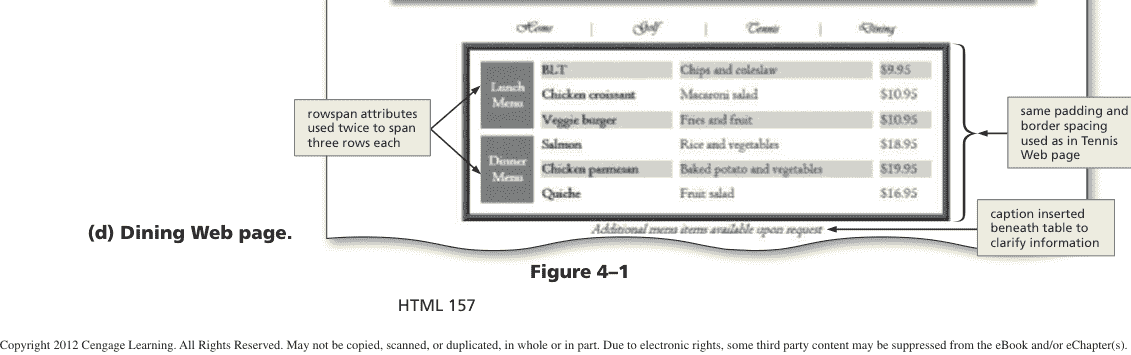 Home | Golf | Tennis | Dining
Lunch
Menu
BLT Chips and coleslaw $9.95
Chicken croissant Macaroni salad $10.95
Veggie burger Fries and fruit $10.95
Dinner
Menu
Salmon Rice and vegetables $18.95
Chicken parmesan Baked potato and vegetables $19.95
Quiche Fruit salad $16.95
Additional menu items available upon request
rowspan attributes
used twice to span
three rows each
same padding and
border spacing
used as in Tennis
Web page
caption inserted
beneath table to
clarify information
(d) Dining Web page.
Figure 4–1
HTML 157
Copyright 2012 Cengage Learning. All Rights Reserved. May not be copied, scanned, or duplicated, in whole or in part. Due to electronic rights, some third party content may be suppressed from the eBook and/or eChapter(s).